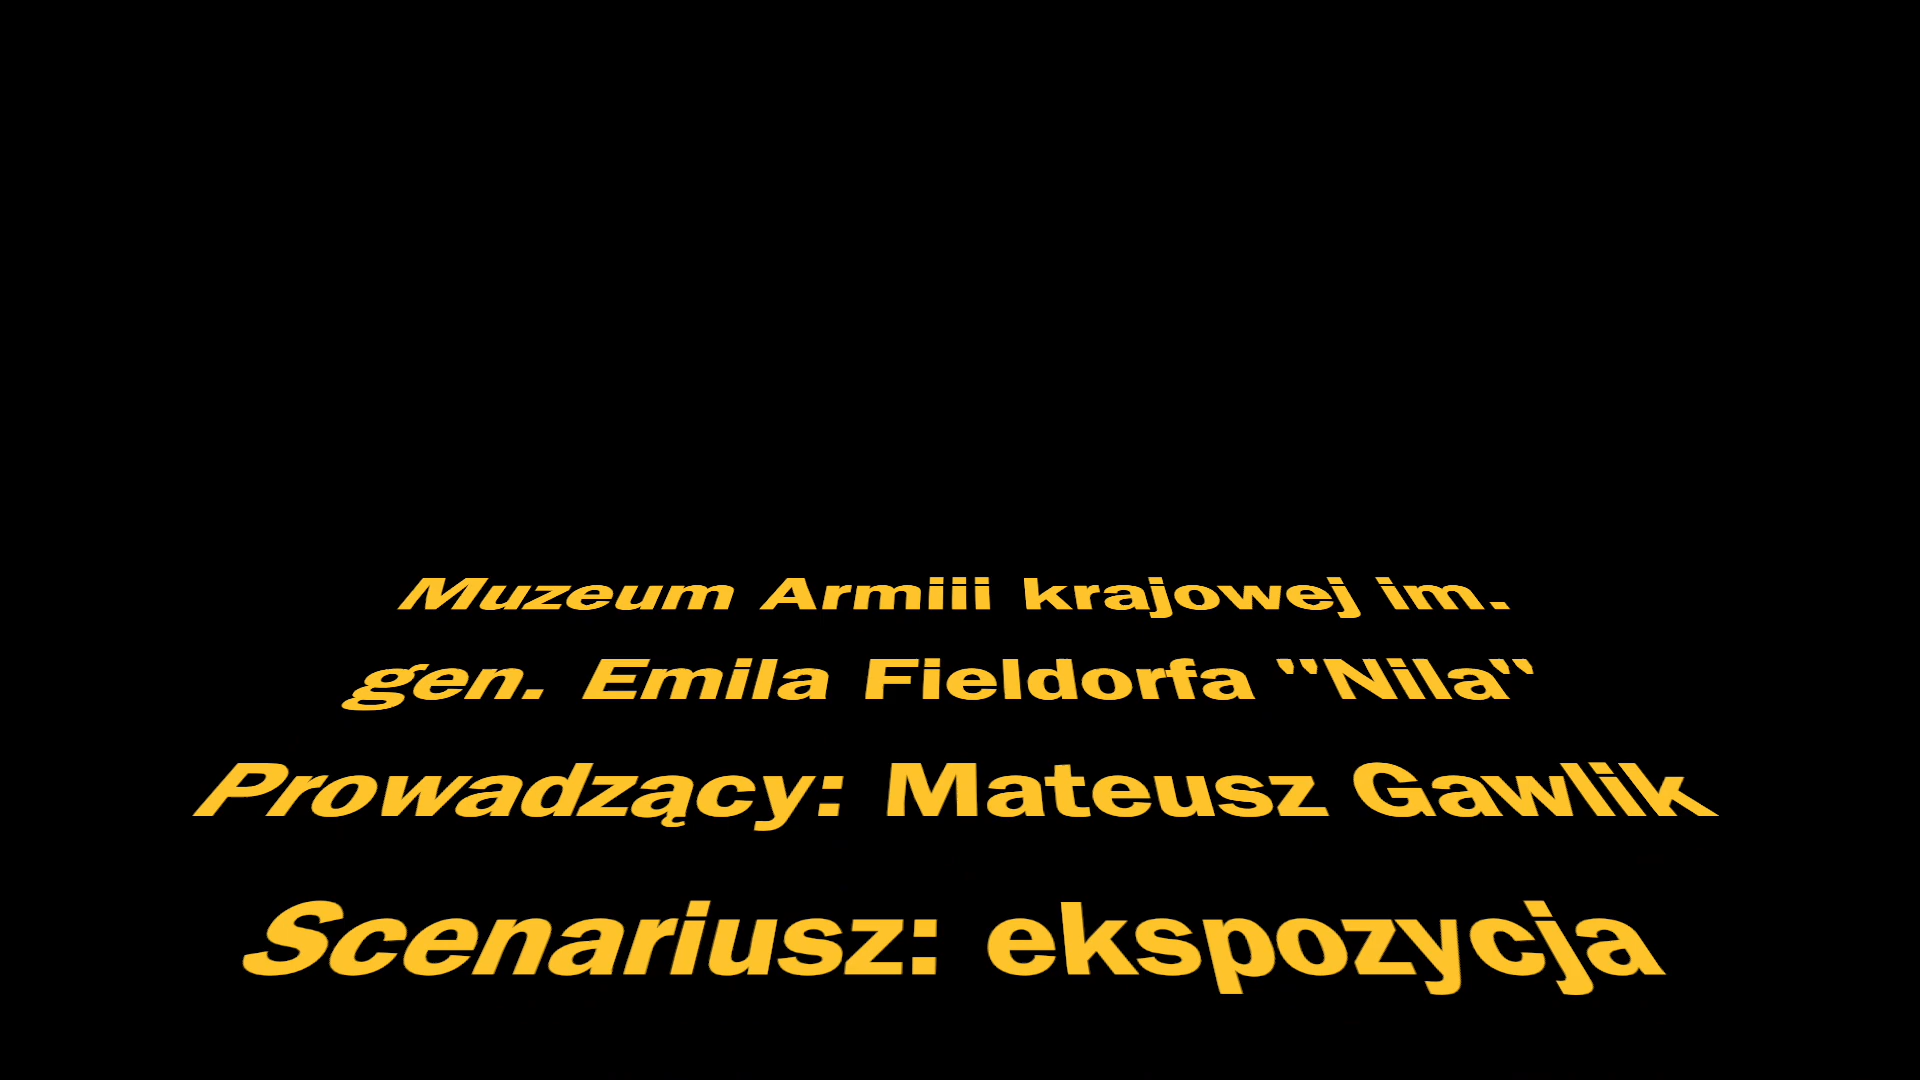 Muzeum Armiii krajowej im.
gen. Emila Fieldorfa "Nila"
Prowadzący: Mateusz Gawlik
Scenariusz: ekspozycja